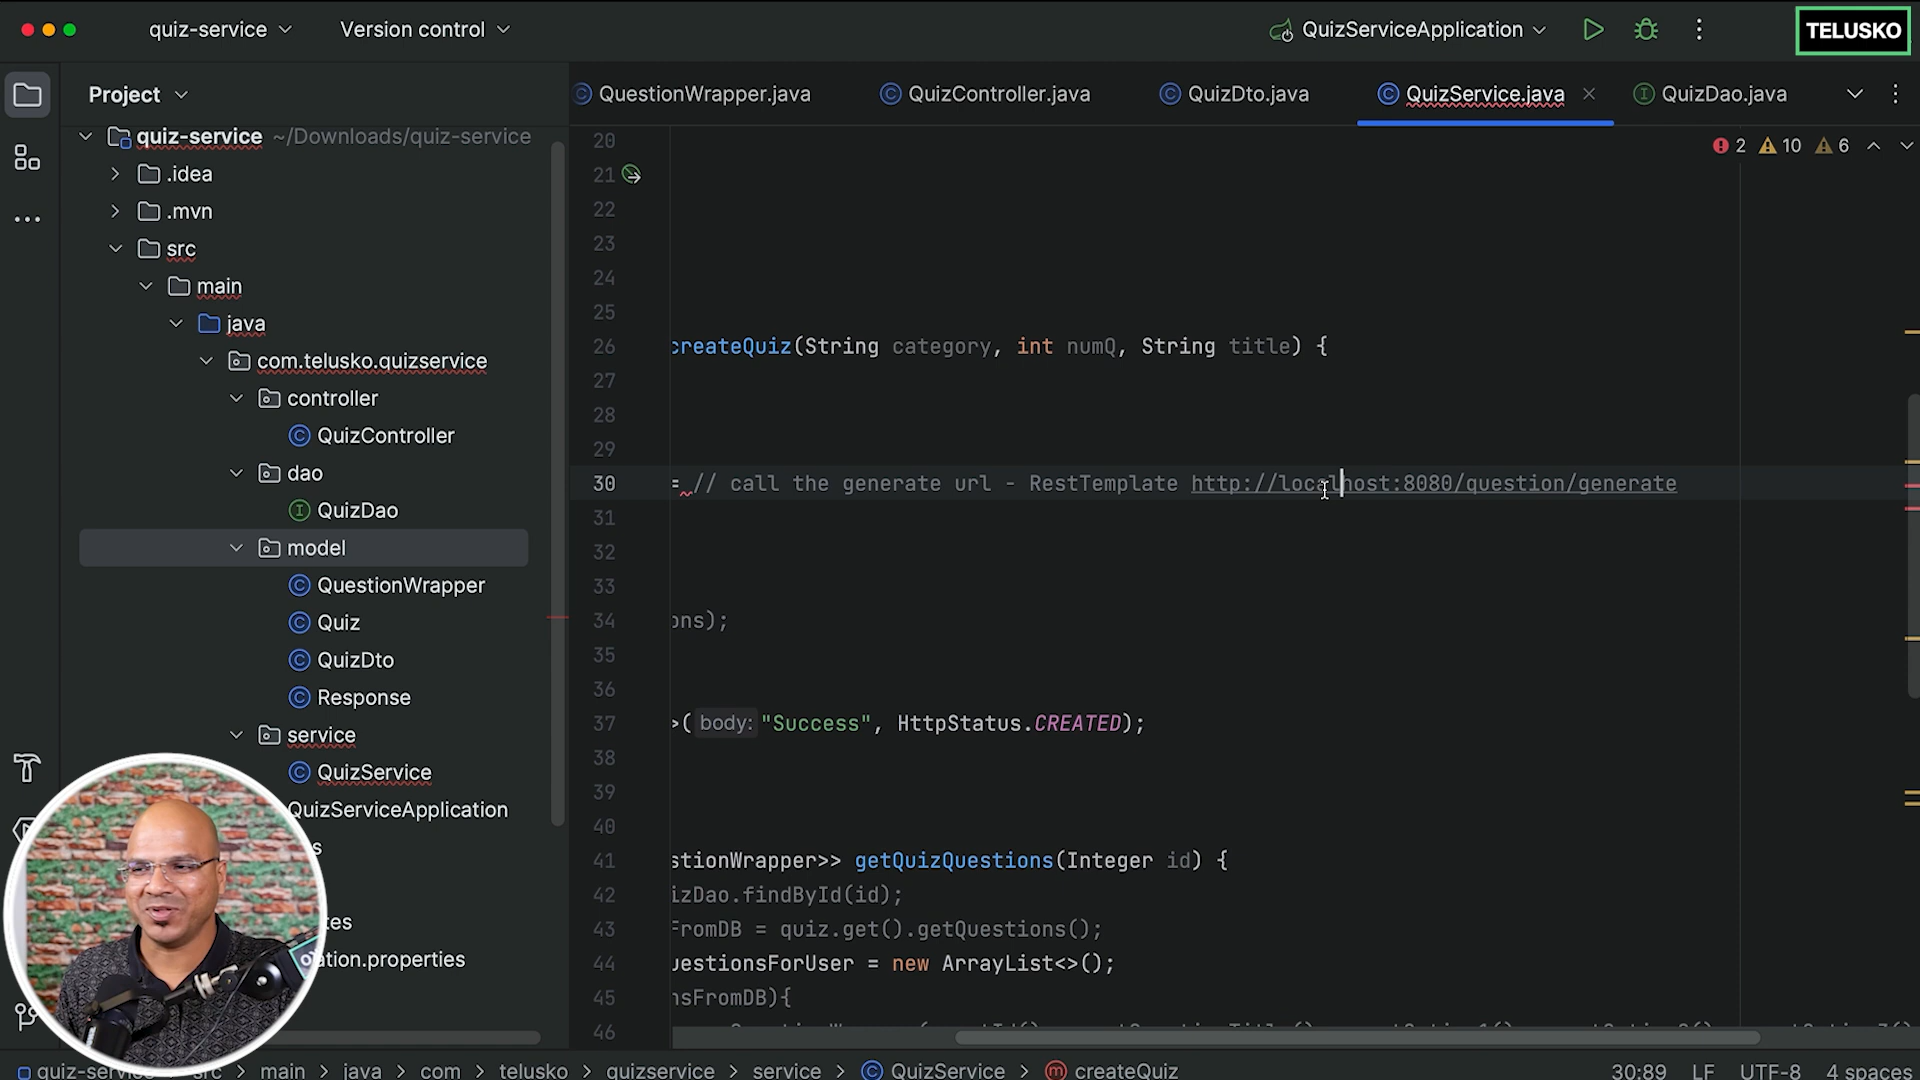 quiz-service
Version control
QuizServiceApplication
TELUSKO
Project
QuestionWrapper.java
QuizController.java
QuizDto.java
QuizService.java
QuizDao.java
quiz-service ~/Downloads/quiz-service
.idea
.mvn
src
main
java
com.telusko.quizservice
controller
QuizController
dao
QuizDao
model
QuestionWrapper
Quiz
QuizDto
Response
service
QuizService
QuizServiceApplication
s
tes
ation.properties
2 10 6
20
21
22
23
24
25
26 createQuiz(String category, int numQ, String title) {
27
28
29
30 = // call the generate url - RestTemplate http://localhost:8080/question/generate
31
32
33
34 ons);
35
36
37 >( body: "Success", HttpStatus.CREATED);
38
39
40
41 stionWrapper>> getQuizQuestions(Integer id) {
42 izDao.findById(id);
43 FromDB = quiz.get().getQuestions();
44 uestionsForUser = new ArrayList<>();
45 nsFromDB){
46
quiz-service > src > main > java > com > telusko > quizservice > service > QuizService > createQuiz
30:89 LF UTF-8 4 spaces